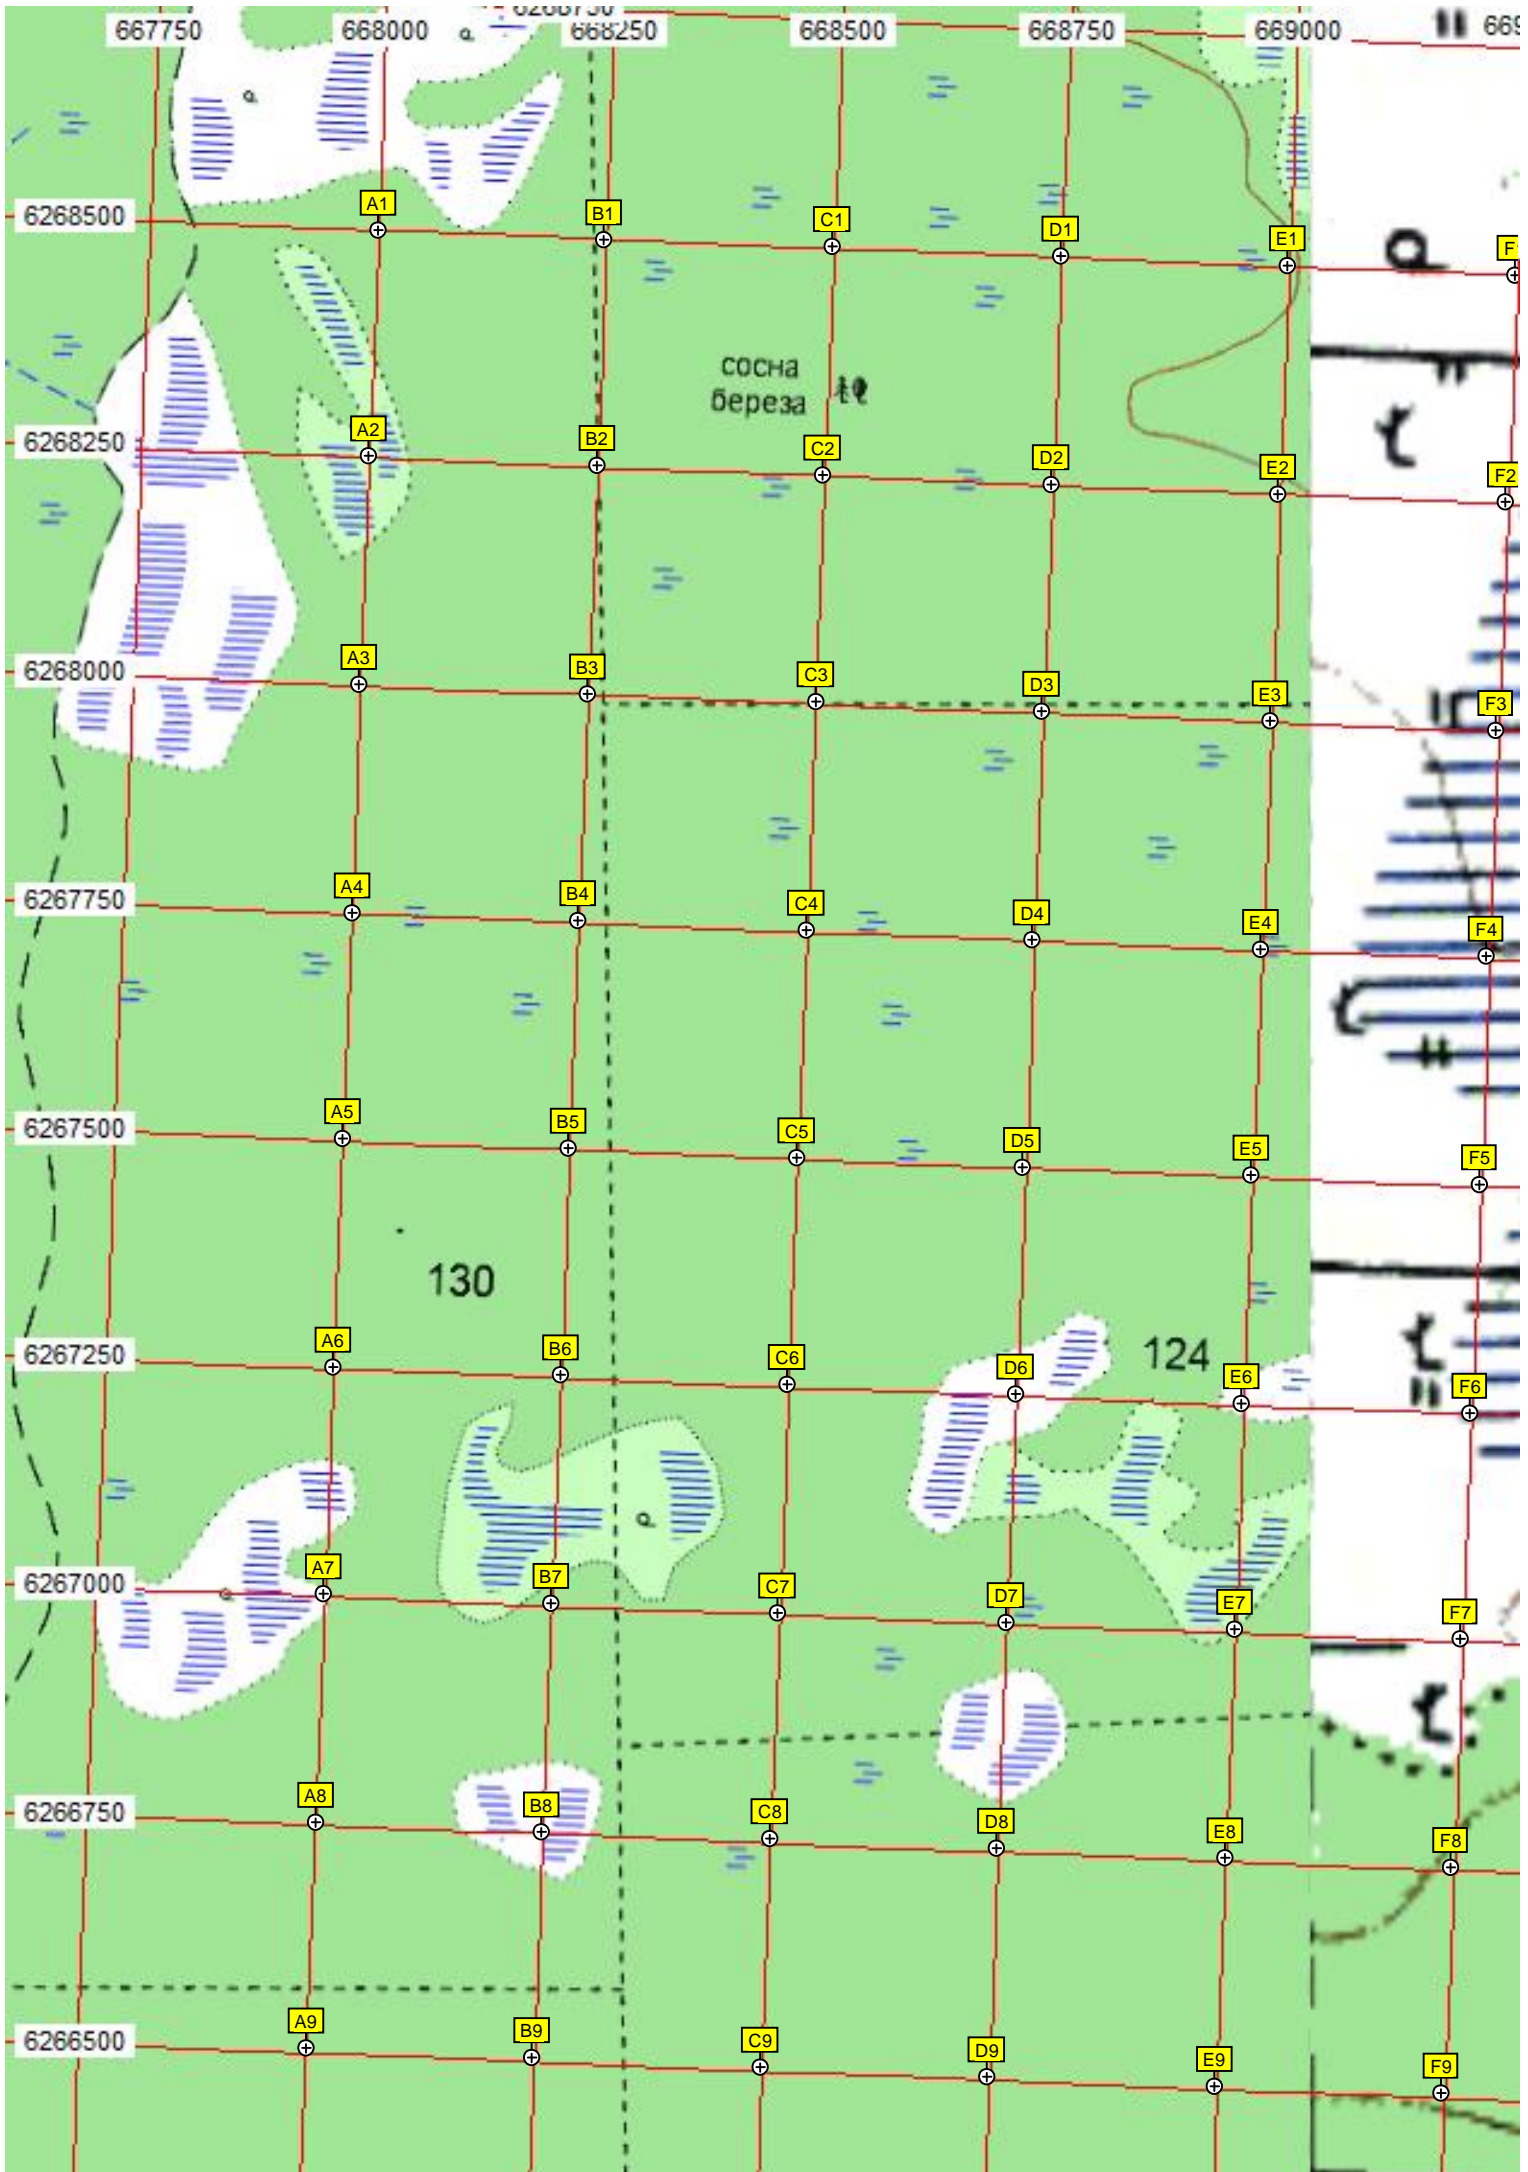 6268750
667750 668000 668250 668500 668750 669000 669
6268500 A1 B1 C1 D1 E1 F
сосна
береза
6268250 A2 B2 C2 D2 E2 F2
6268000 A3 B3 C3 D3 E3 F3
6267750 A4 B4 C4 D4 E4 F4
6267500 A5 B5 C5 D5 E5 F5
130
6267250 A6 B6 C6 D6 124 E6 F6
6267000 A7 B7 C7 D7 E7 F7
6266750 A8 B8 C8 D8 E8 F8
6266500 A9 B9 C9 D9 E9 F9